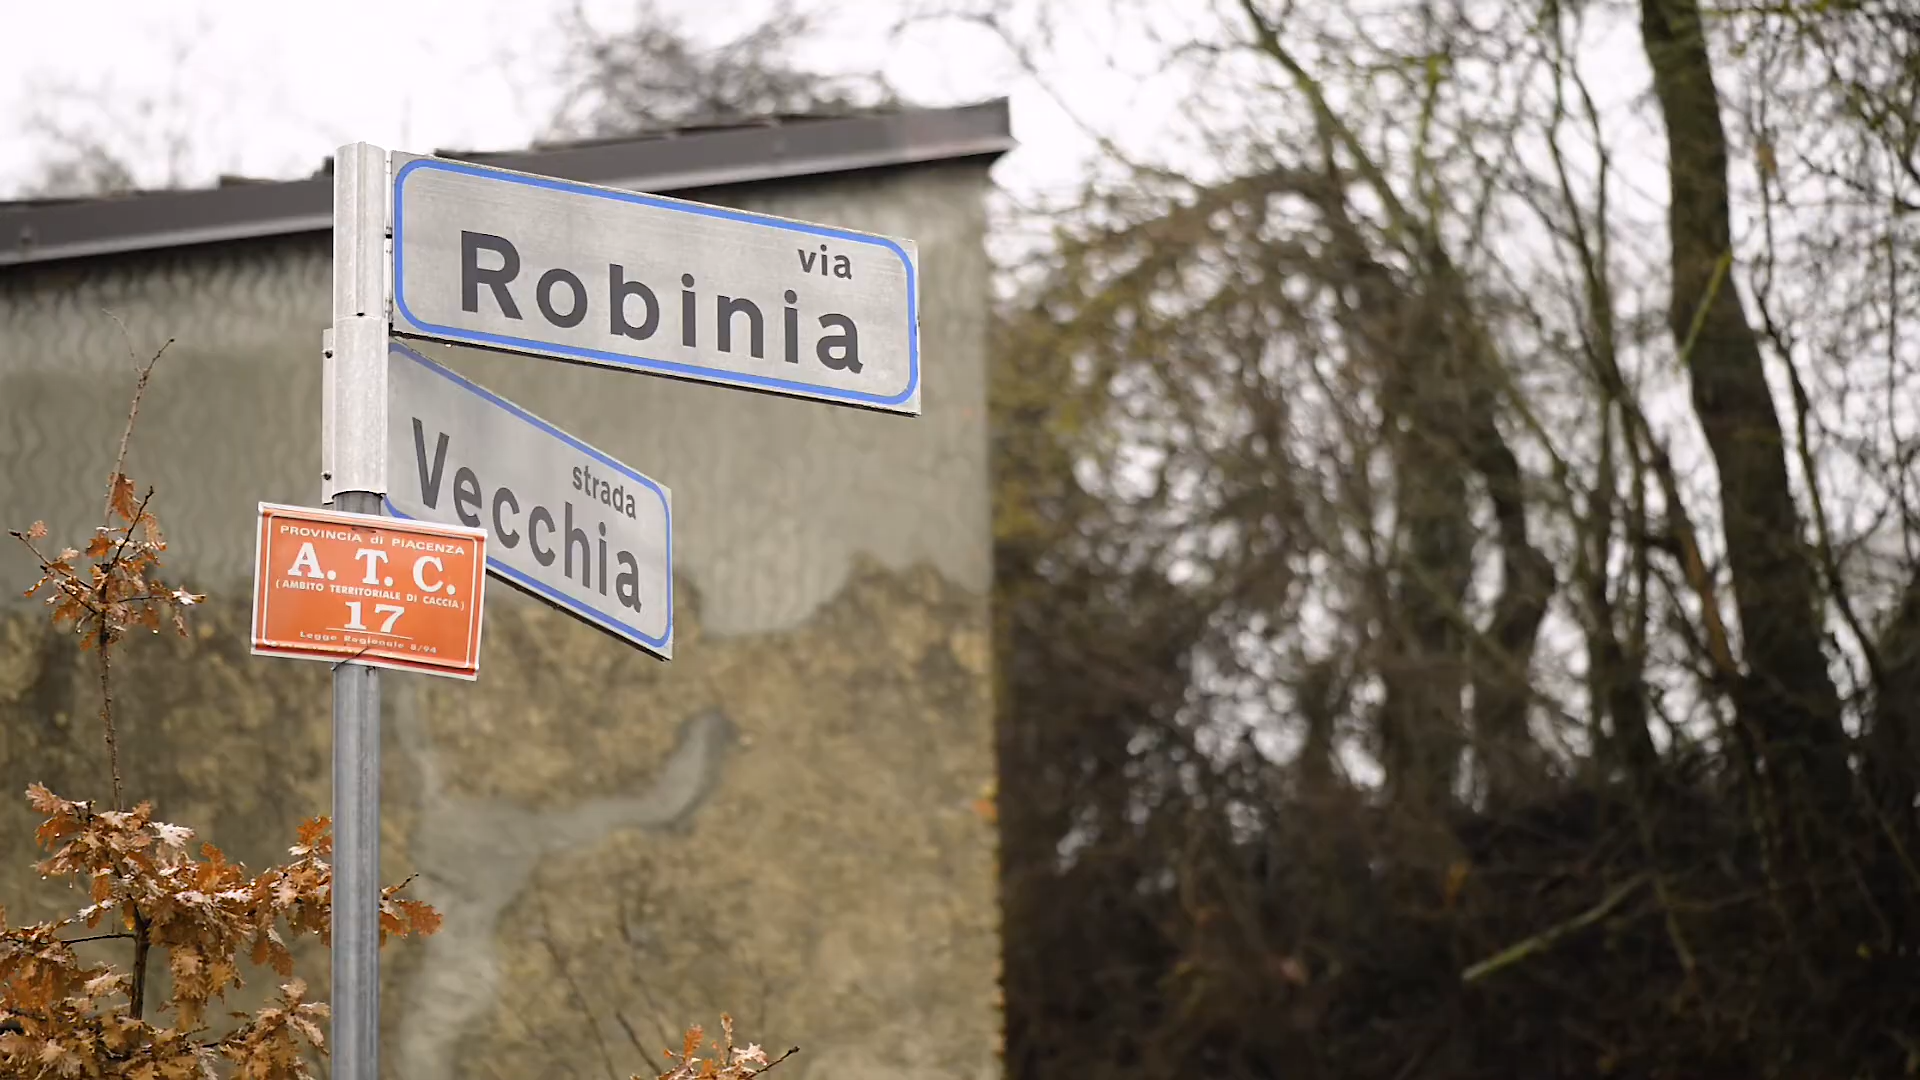 via
Robinia
strada
Vecchia
PROVINCIA di PIACENZA
A. T. C.
(AMBITO TERRITORIALE DI CACCIA)
17
Legge Regionale 8/94